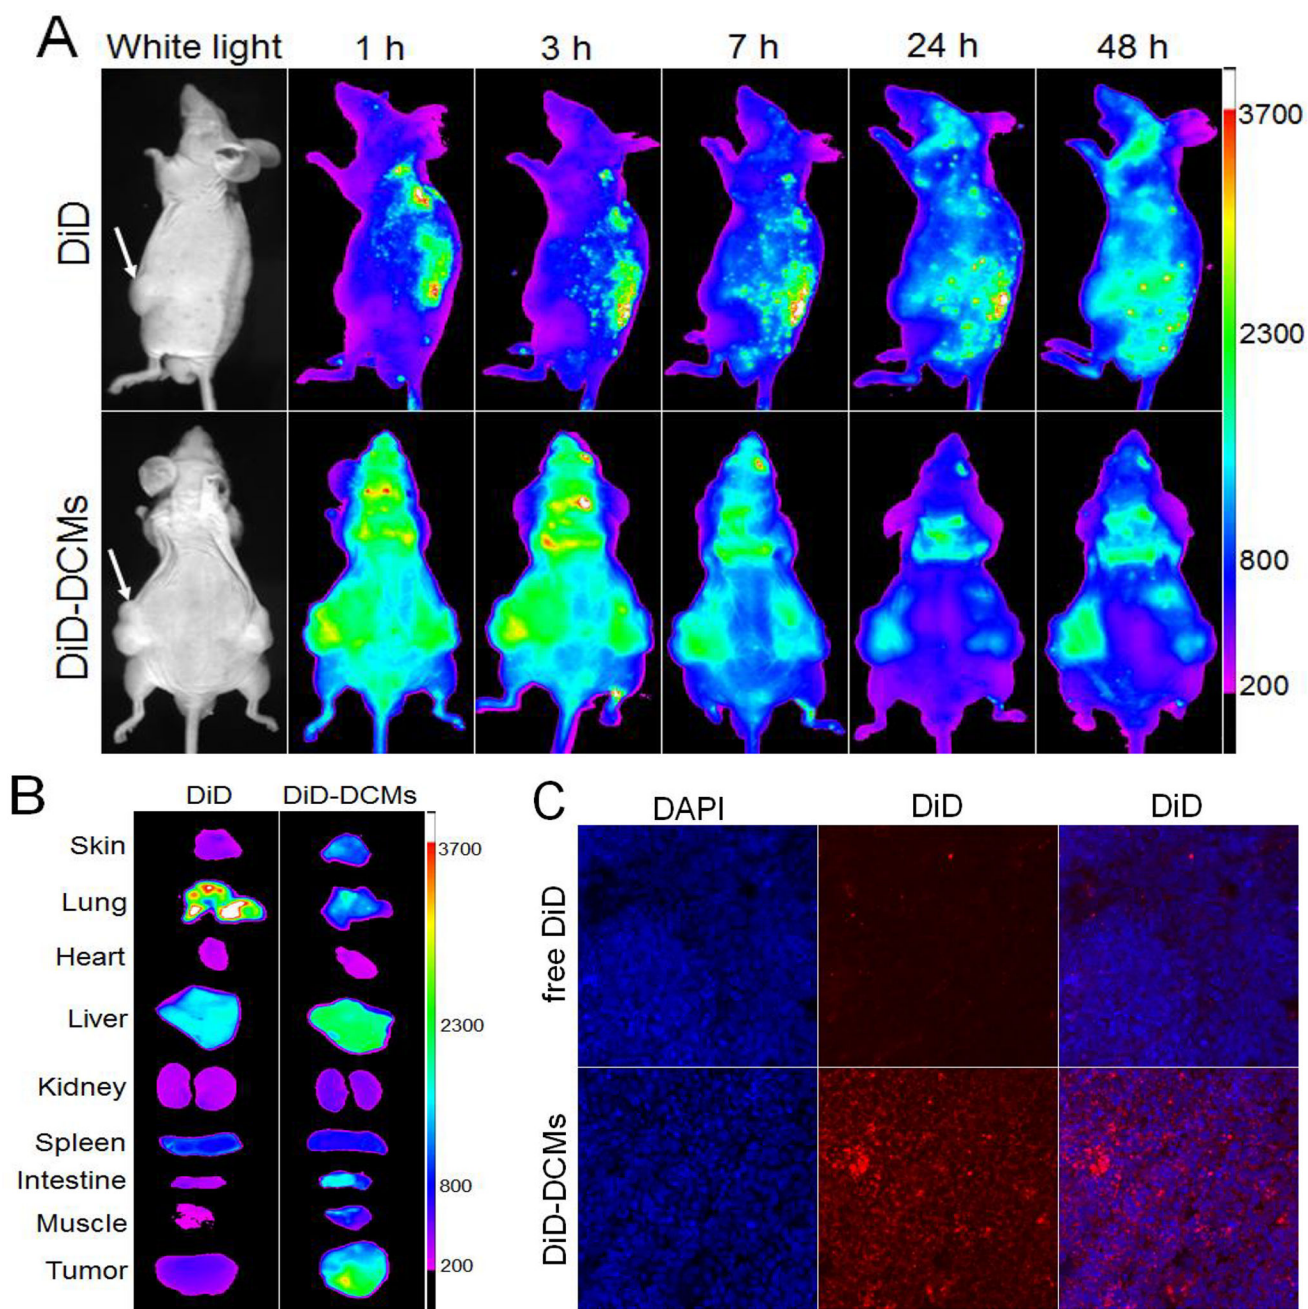 A
White light 1 h 3 h 7 h 24 h 48 h
DiD
DiD-DCMs
3700
2300
800
200
B
DiD DiD-DCMs
Skin
Lung
Heart
Liver
Kidney
Spleen
Intestine
Muscle
Tumor
3700
2300
800
200
C
DAPI DiD DiD
free DiD
DiD-DCMs